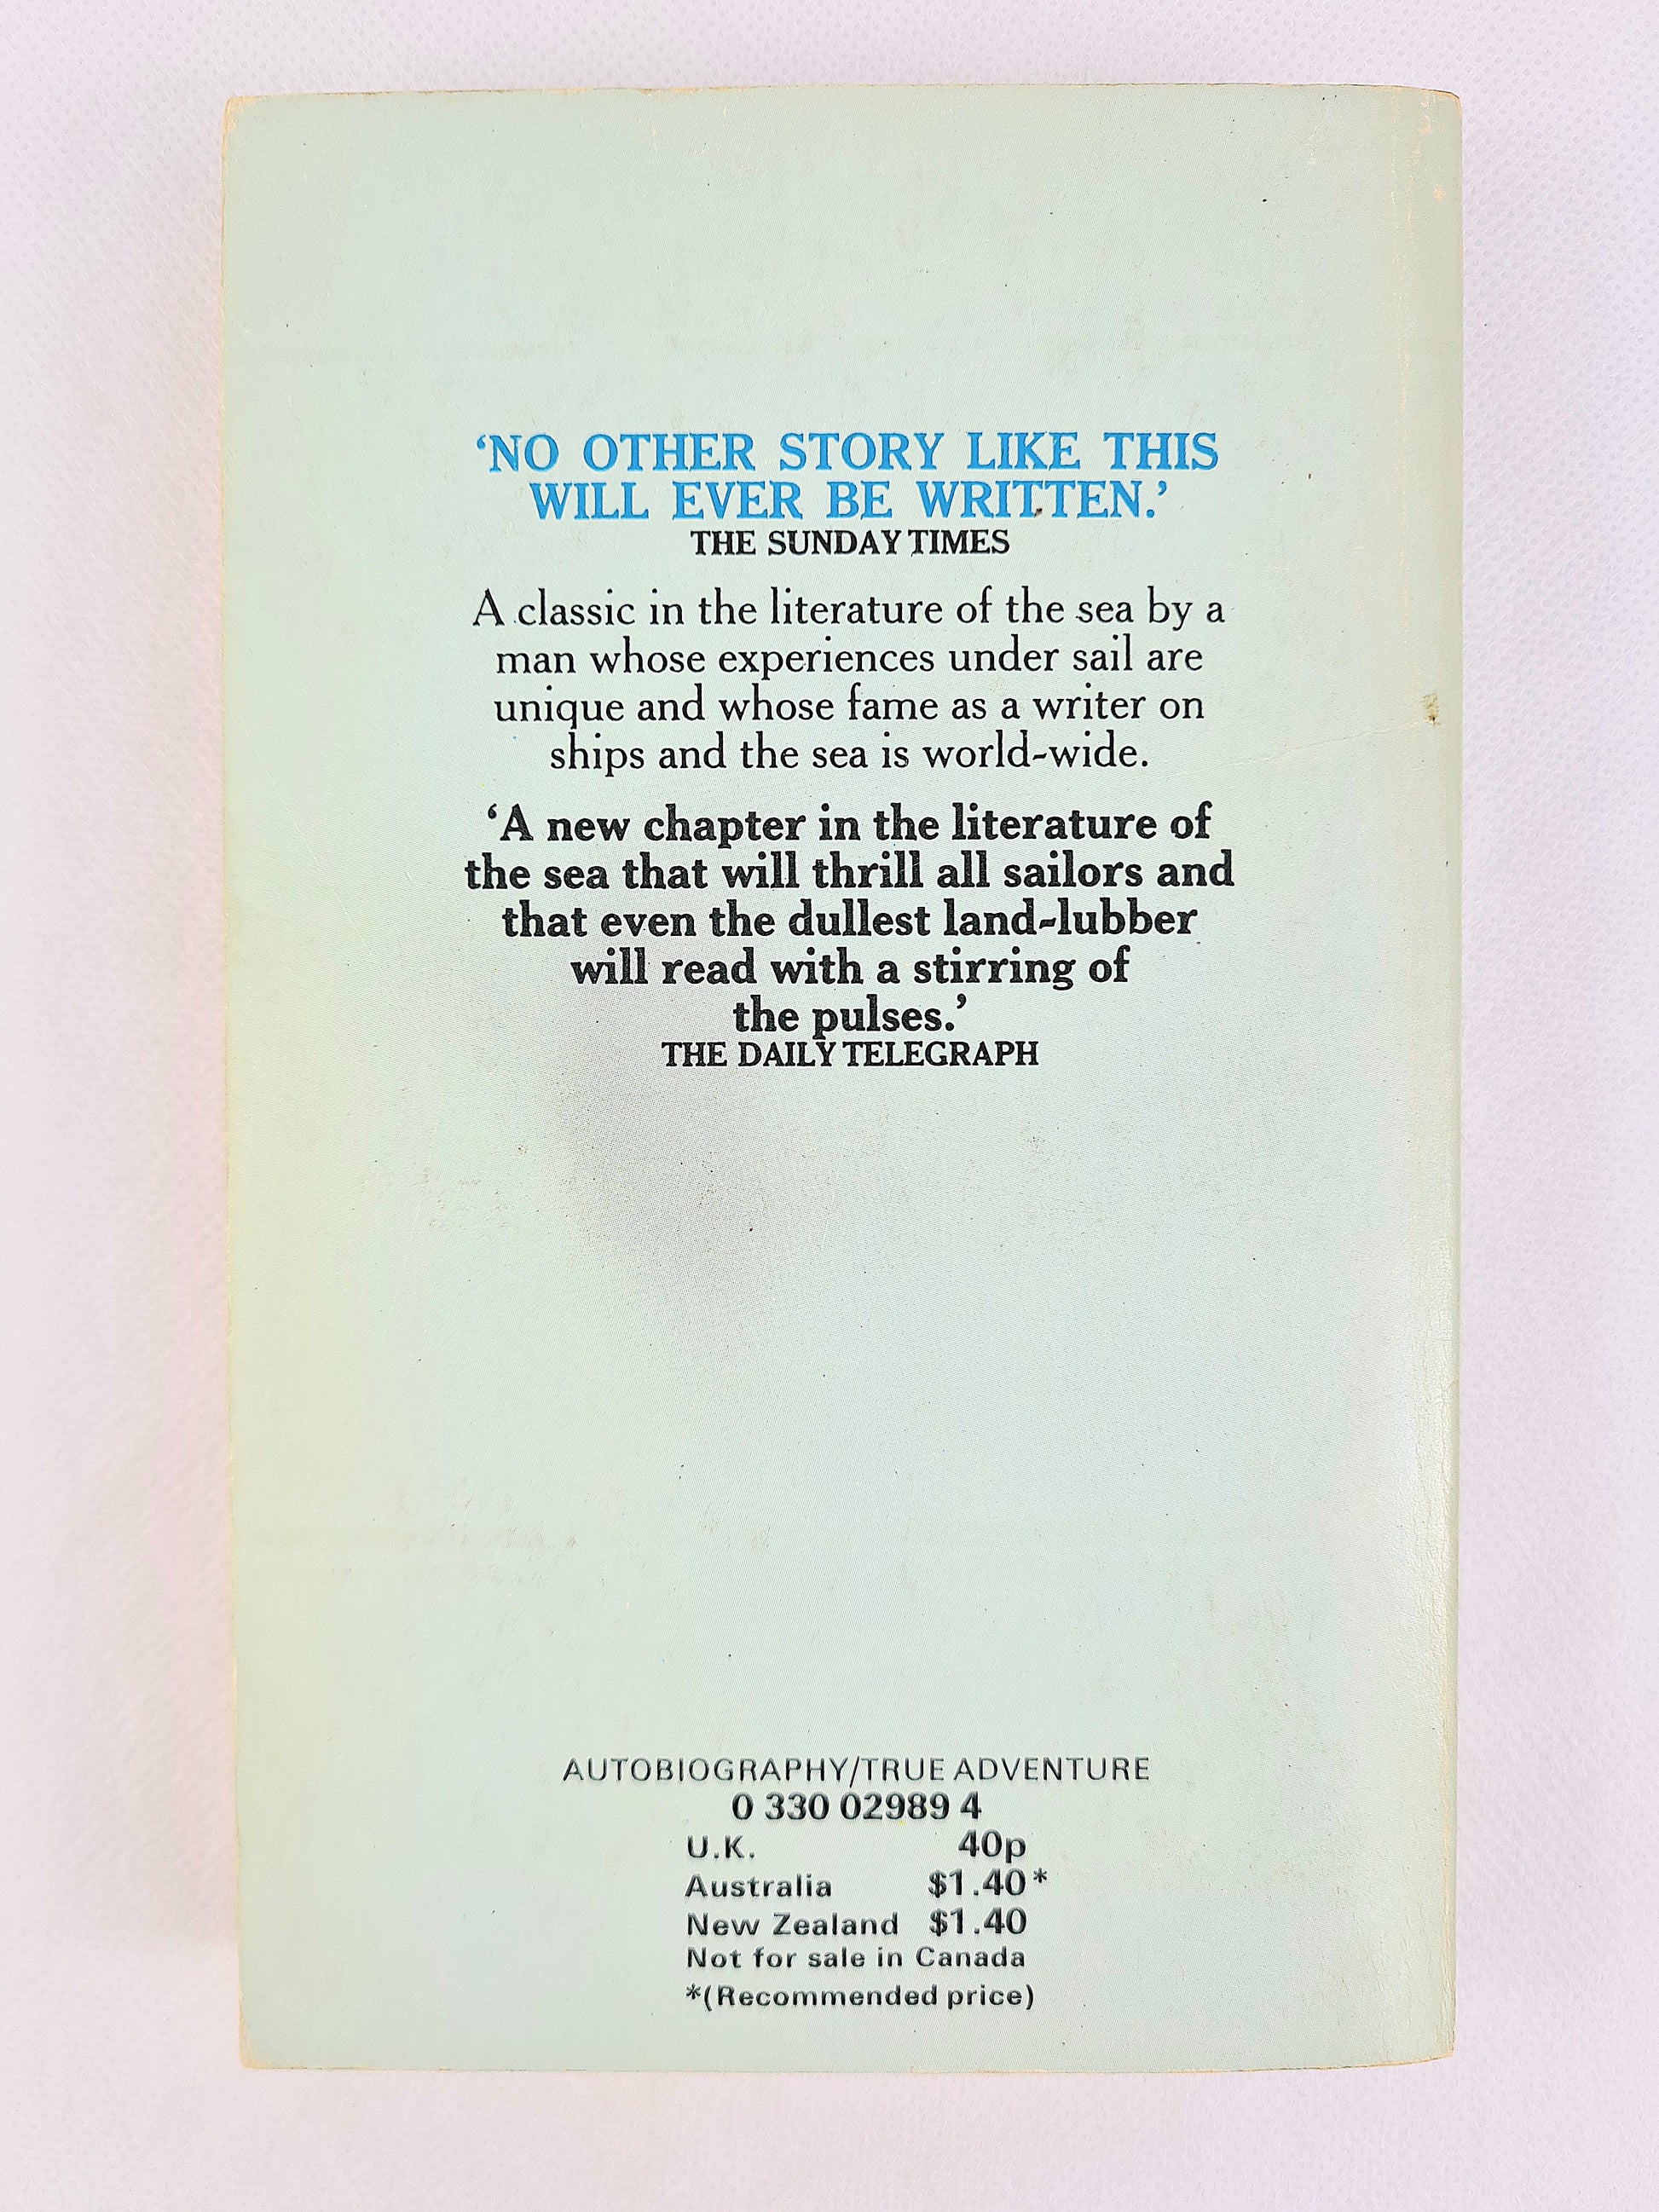 ‘NO OTHER STORY LIKE THIS
WILL EVER BE WRITTEN.’
THE SUNDAY TIMES
A classic in the literature of the sea by a
man whose experiences under sail are
unique and whose fame as a writer on
ships and the sea is world-wide.
‘A new chapter in the literature of
the sea that will thrill all sailors and
that even the dullest land-lubber
will read with a stirring of
the pulses.’
THE DAILY TELEGRAPH
AUTOBIOGRAPHY/TRUE ADVENTURE
0 330 02989 4
U.K. 40p
Australia $1.40*
New Zealand $1.40
Not for sale in Canada
*(Recommended price)